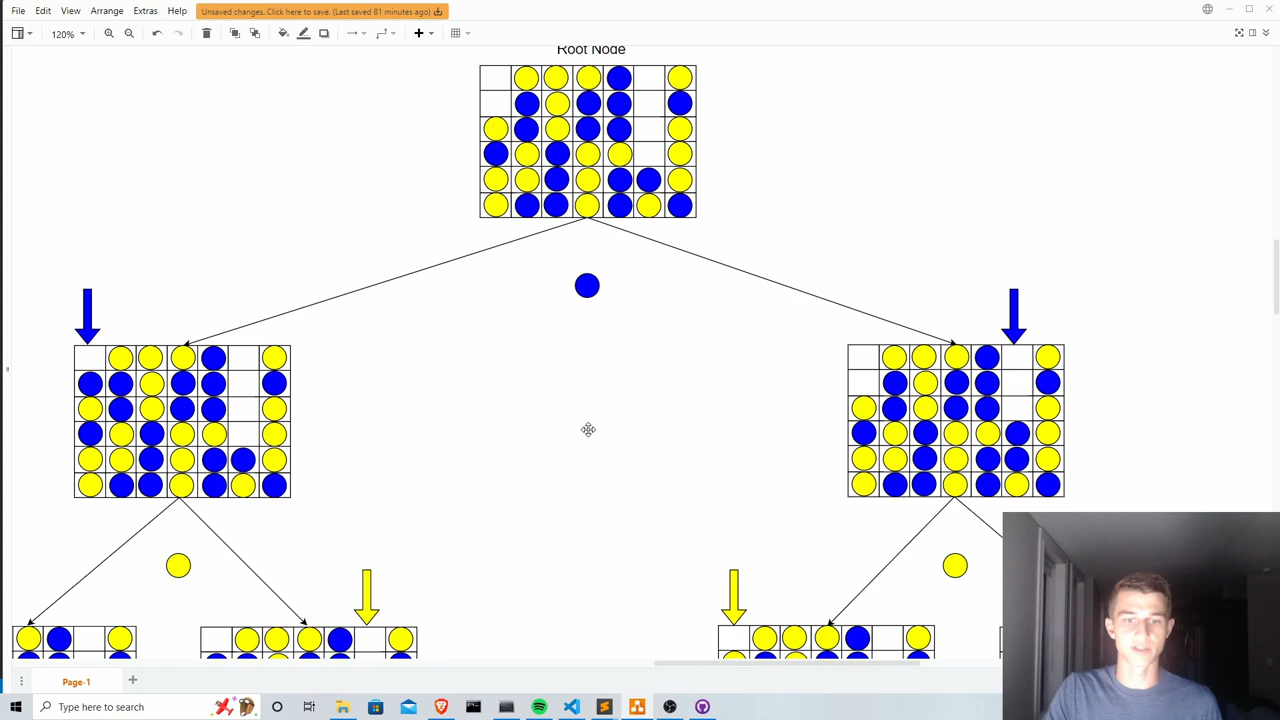 File Edit View Arrange Extras Help Unsaved changes. Click here to save. (Last saved 81 minutes ago)
120%
Root Node
Page-1
Type here to search